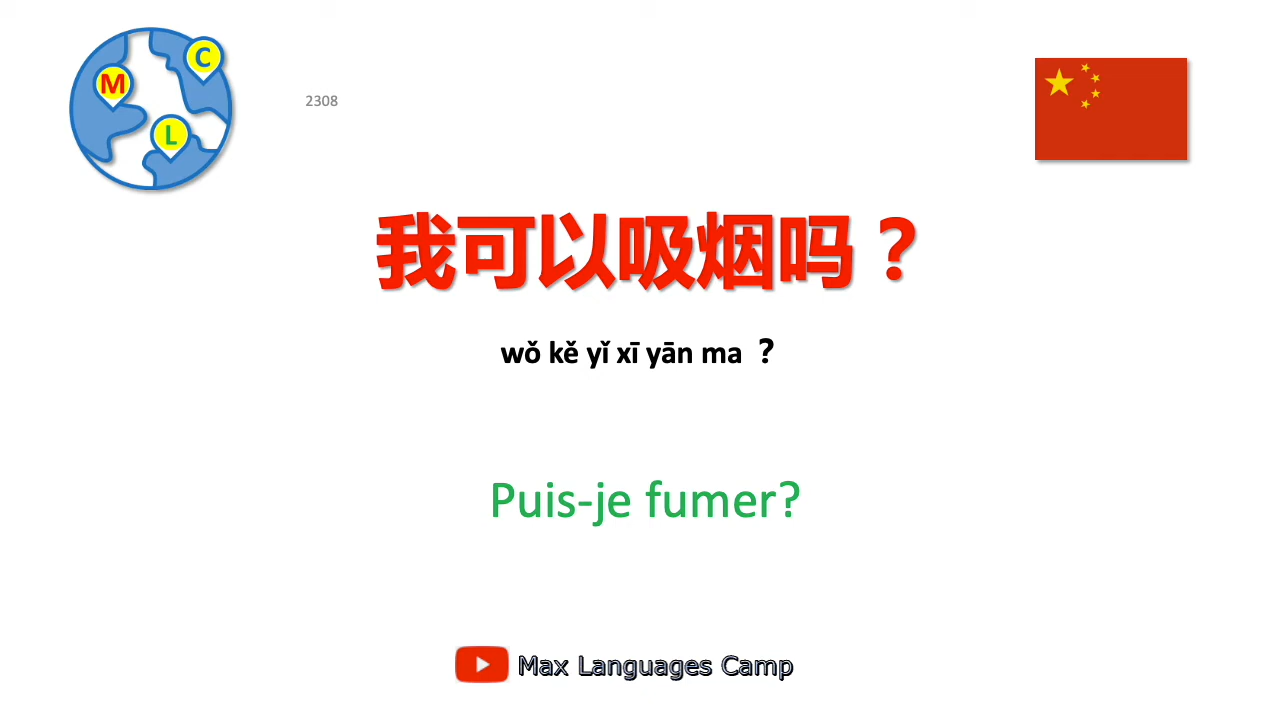 M
C
L
2308
我可以吸烟吗？
wǒ kě yǐ xī yān ma ？
Puis-je fumer?
Max Languages Camp